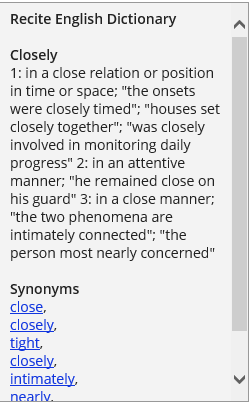 Recite English Dictionary
Closely
1: in a close relation or position
in time or space; "the onsets
were closely timed"; "houses set
closely together"; "was closely
involved in monitoring daily
progress" 2: in an attentive
manner; "he remained close on
his guard" 3: in a close manner;
"the two phenomena are
intimately connected"; "the
person most nearly concerned"
Synonyms
close,
closely,
tight,
closely,
intimately,
nearly,